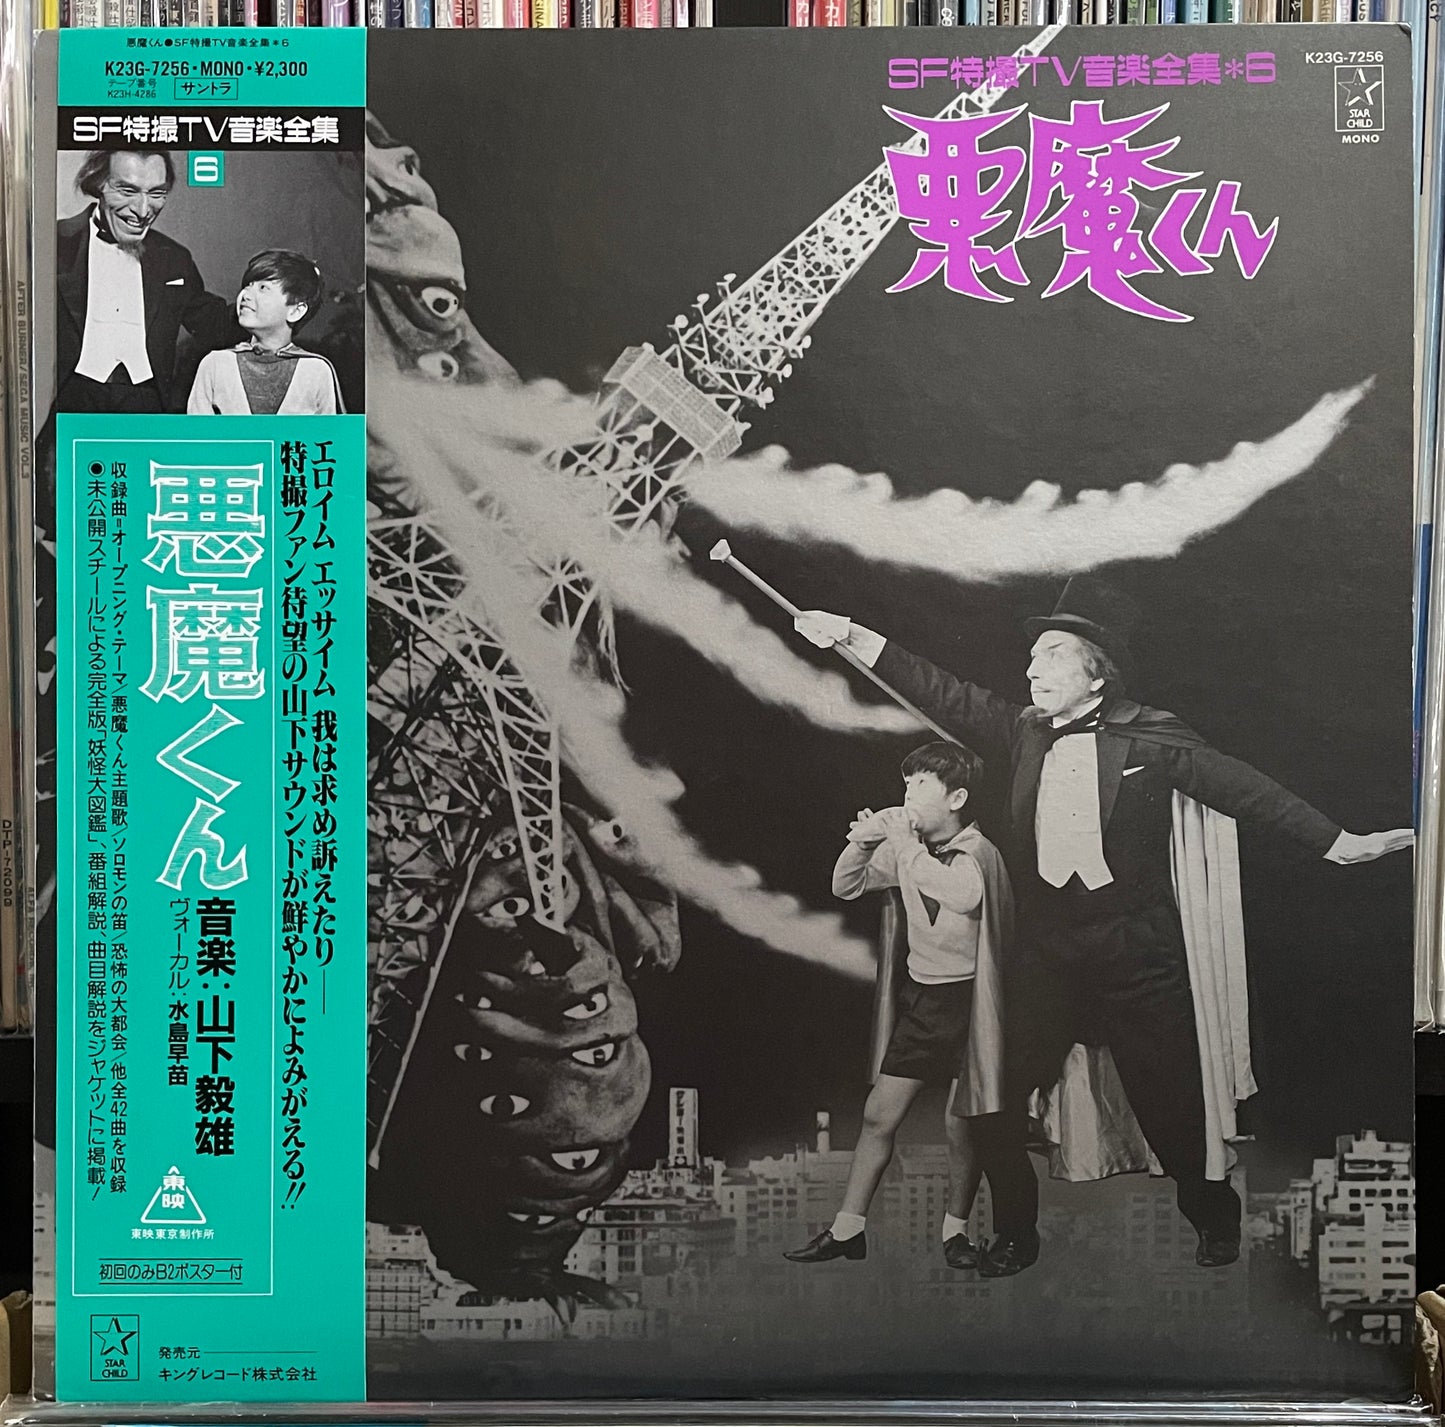 悪魔くん●SF特撮TV音楽全集＊6
K23G-7256・MONO・¥2,300
テープ番号
K23H-4286
サントラ
SF特撮TV音楽全集
6
エロイム エッサイム 我は求め訴えたり――
特撮ファン待望の山下サウンドが鮮やかによみがえる!!
悪魔くん
音楽：山下毅雄
ヴォーカル：水島早苗
収録曲＝オープニング・テーマ/悪魔くん主題歌/ソロモンの笛/恐怖の大都会/他全42曲を収録
●未公開スチールによる完全版「妖怪大図鑑」、番組解説、曲目解説をジャケットに掲載!
東映
東映東京制作所
初回のみB2ポスター付
STAR
CHILD
発売元
キングレコード株式会社
SF特撮TV音楽全集＊6
悪魔くん
K23G-7256
STAR
CHILD
MONO
AFTER BURNER/SEGA MUSIC VOL.3
DTP-72099